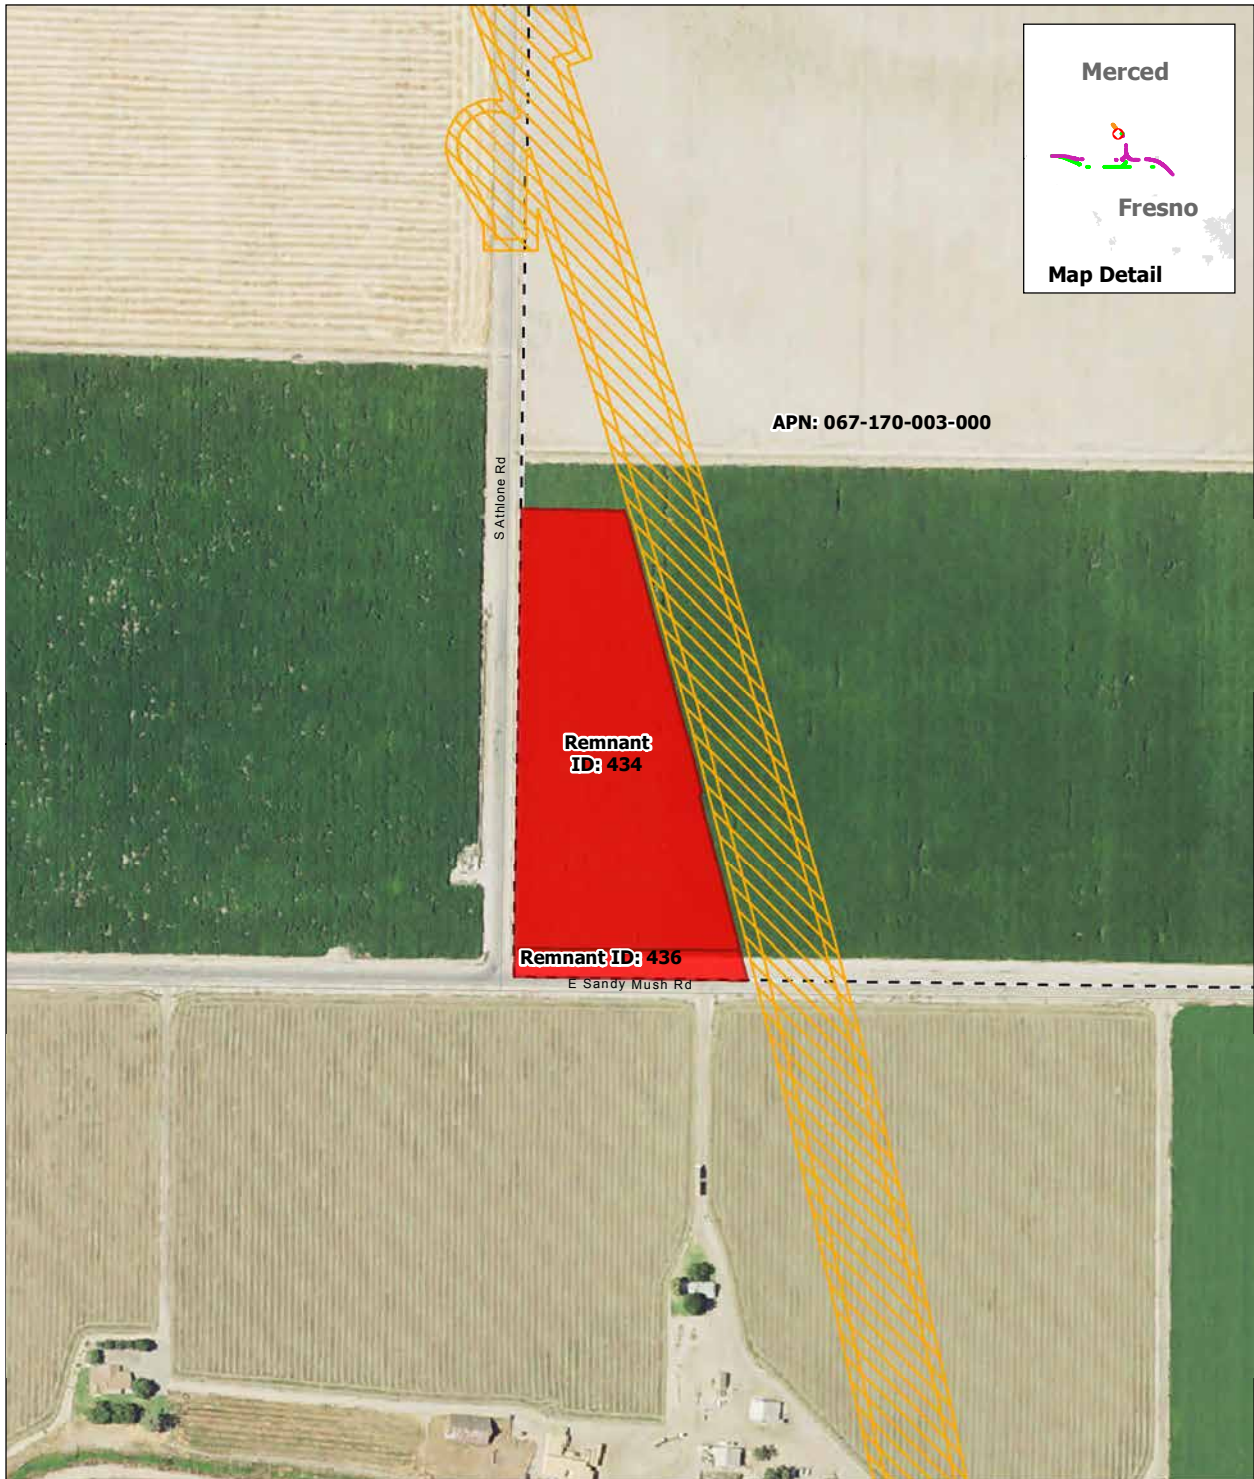 Merced
Fresno
Map Detail
APN: 067-170-003-000
S Athlone Rd
Remnant
ID: 434
Remnant ID: 436
E Sandy Mush Rd